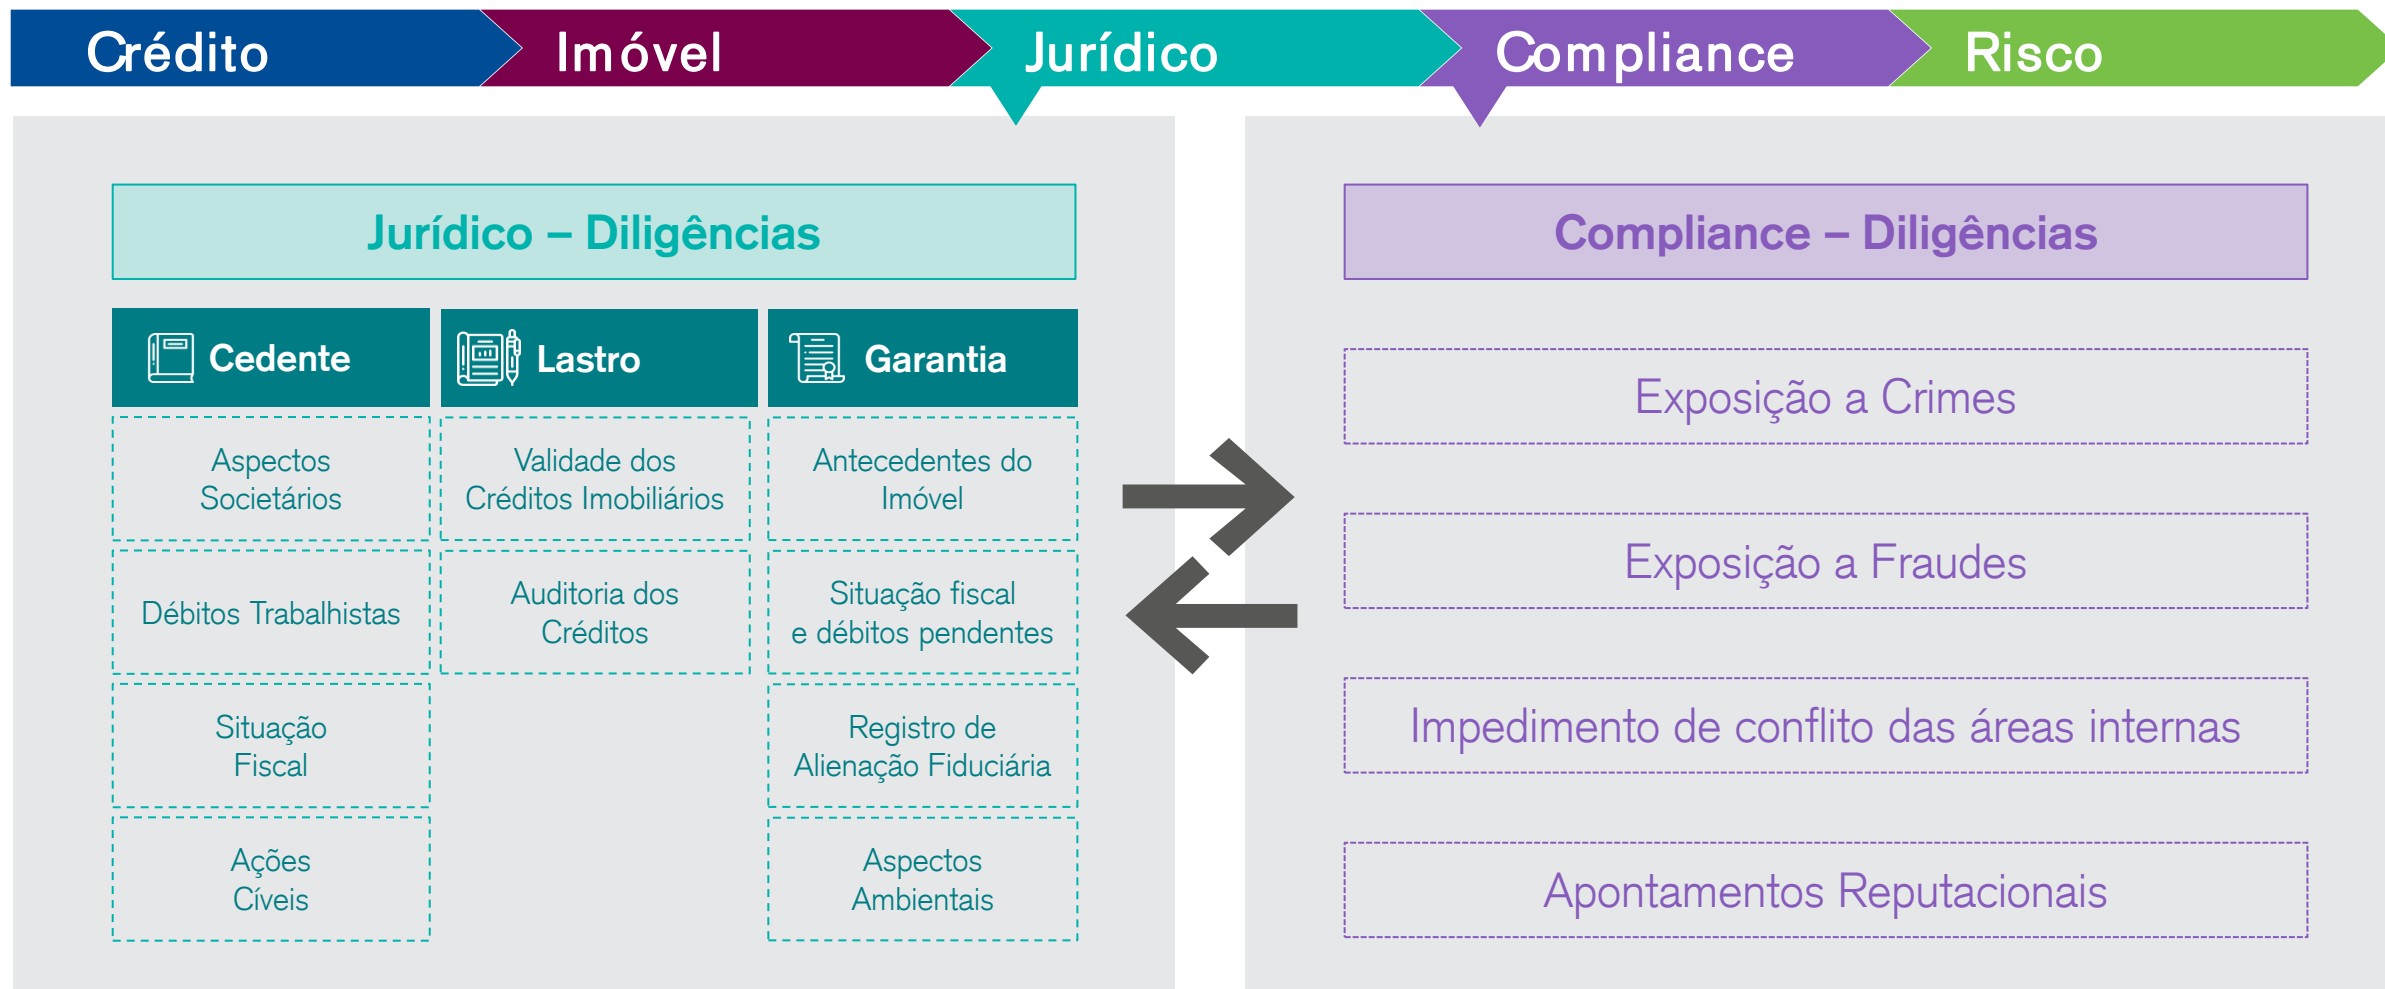 Crédito
Imóvel
Jurídico
Compliance
Risco
Jurídico – Diligências
Cedente
Lastro
Garantia
Aspectos
Societários
Validade dos
Créditos Imobiliários
Antecedentes do
Imóvel
Débitos Trabalhistas
Auditoria dos
Créditos
Situação fiscal
e débitos pendentes
Situação
Fiscal
Registro de
Alienação Fiduciária
Ações
Cíveis
Aspectos
Ambientais
Compliance – Diligências
Exposição a Crimes
Exposição a Fraudes
Impedimento de conflito das áreas internas
Apontamentos Reputacionais